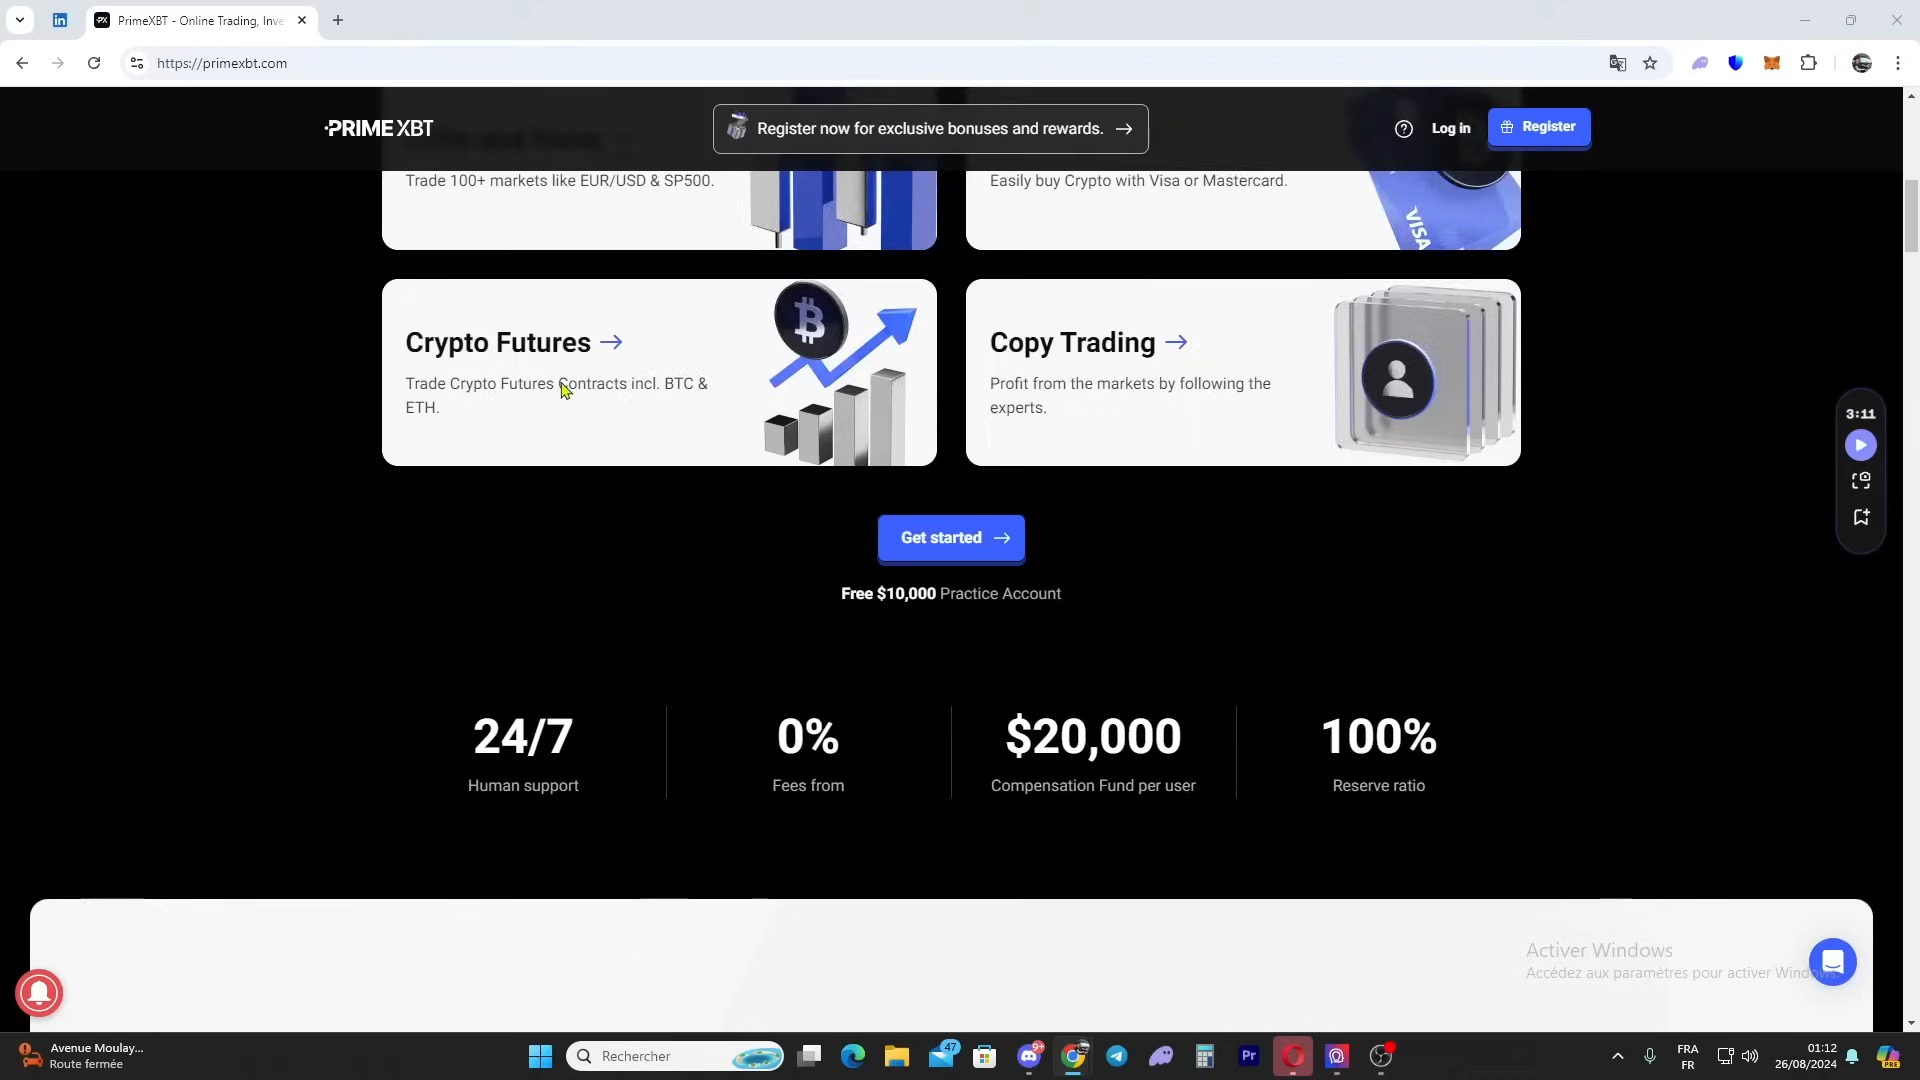 PrimeXBT - Online Trading, Inve
https://primexbt.com
PRIME XBT
Register now for exclusive bonuses and rewards.
Log in
Register
Trade 100+ markets like EUR/USD & SP500.
Easily buy Crypto with Visa or Mastercard.
VISA
Crypto Futures
Trade Crypto Futures Contracts incl. BTC &
ETH.
Copy Trading
Profit from the markets by following the
experts.
3:11
Get started
Free $10,000 Practice Account
24/7
Human support
0%
Fees from
$20,000
Compensation Fund per user
100%
Reserve ratio
Activer Windows
Accédez aux paramètres pour activer Windows.
Avenue Moulay...
Route fermée
Rechercher
47
9+
Pr
FRA
FR
01:12
26/08/2024
PRE